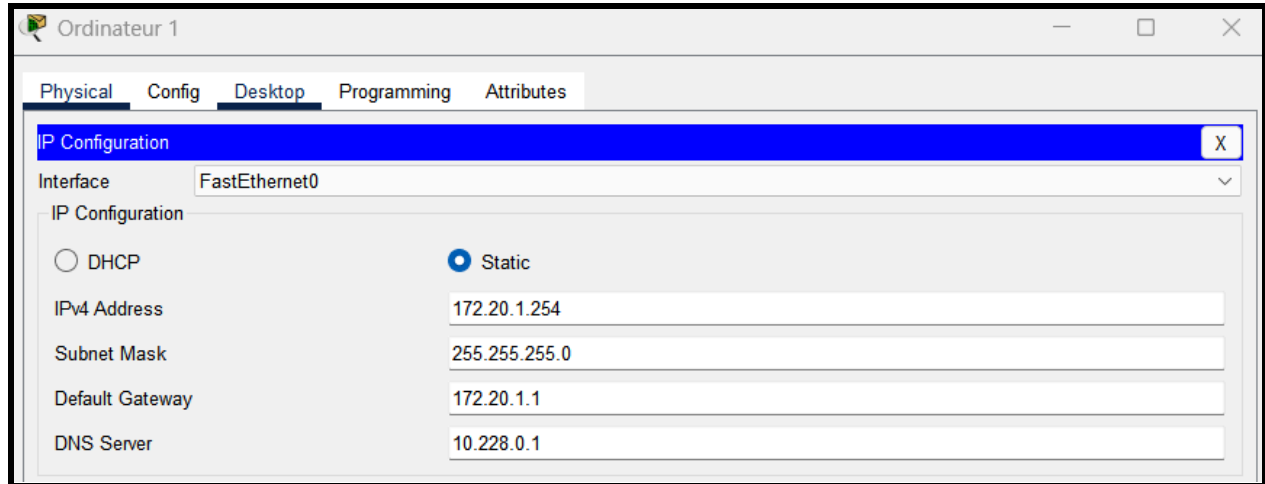 Ordinateur 1
Physical Config Desktop Programming Attributes
IP Configuration X
Interface FastEthernet0
IP Configuration
DHCP Static
IPv4 Address 172.20.1.254
Subnet Mask 255.255.255.0
Default Gateway 172.20.1.1
DNS Server 10.228.0.1